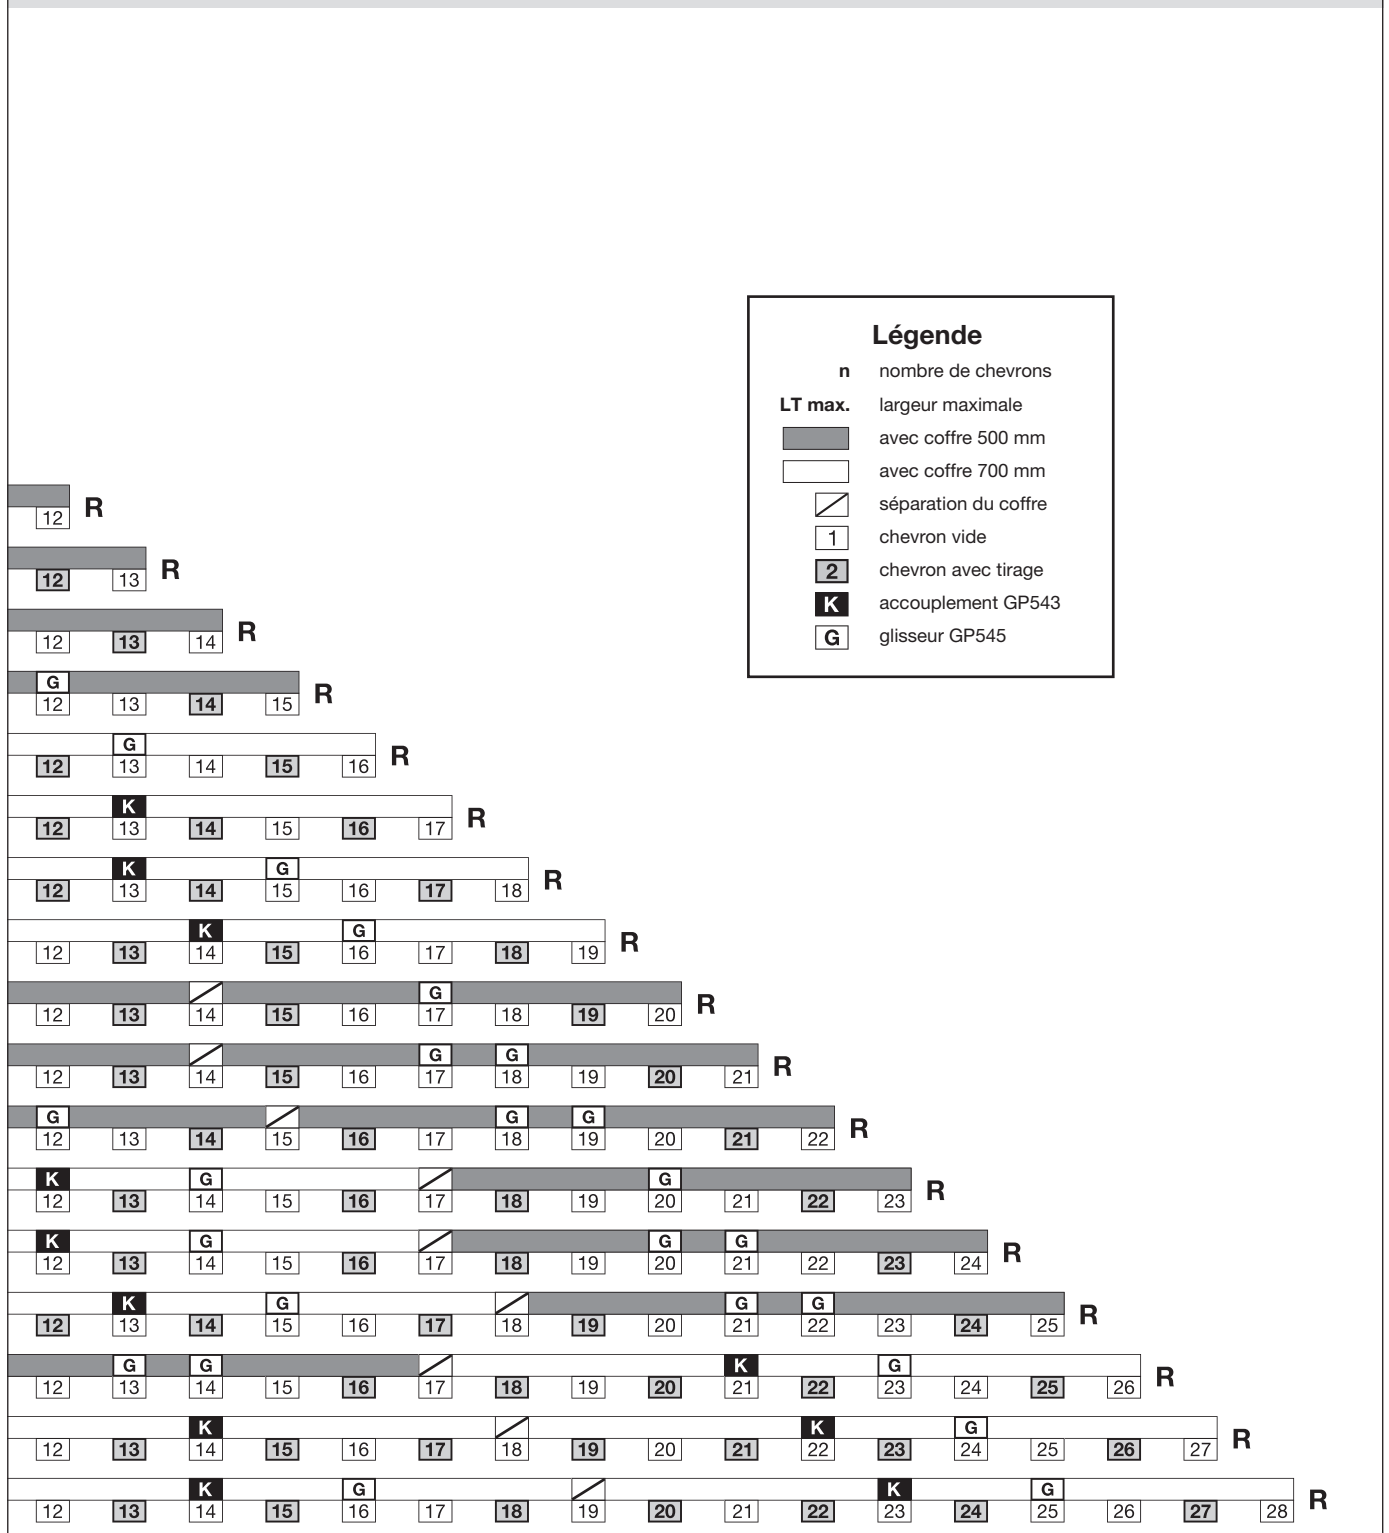 Légende
n nombre de chevrons
LT max. largeur maximale
avec coffre 500 mm
avec coffre 700 mm
séparation du coffre
1 chevron vide
2 chevron avec tirage
K accouplement GP543
G glisseur GP545
R
12
R
12 13
R
12 13 14
G R
12 13 14 15
G R
12 13 14 15 16
K R
12 13 14 15 16 17
K G R
12 13 14 15 16 17 18
K G R
12 13 14 15 16 17 18 19
G R
12 13 14 15 16 17 18 19 20
G G R
12 13 14 15 16 17 18 19 20 21
G G G R
12 13 14 15 16 17 18 19 20 21 22
K G G R
12 13 14 15 16 17 18 19 20 21 22 23
K G G G R
12 13 14 15 16 17 18 19 20 21 22 23 24
K G G G R
12 13 14 15 16 17 18 19 20 21 22 23 24 25
G G K G R
12 13 14 15 16 17 18 19 20 21 22 23 24 25 26
K K G R
12 13 14 15 16 17 18 19 20 21 22 23 24 25 26 27
K G K G R
12 13 14 15 16 17 18 19 20 21 22 23 24 25 26 27 28